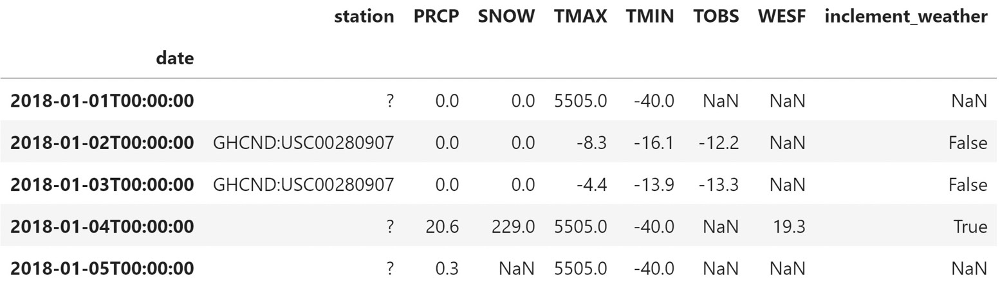 station PRCP SNOW TMAX TMIN TOBS WESF inclement_weather
date
2018-01-01T00:00:00 ? 0.0 0.0 5505.0 -40.0 NaN NaN NaN
2018-01-02T00:00:00 GHCND:USC00280907 0.0 0.0 -8.3 -16.1 -12.2 NaN False
2018-01-03T00:00:00 GHCND:USC00280907 0.0 0.0 -4.4 -13.9 -13.3 NaN False
2018-01-04T00:00:00 ? 20.6 229.0 5505.0 -40.0 NaN 19.3 True
2018-01-05T00:00:00 ? 0.3 NaN 5505.0 -40.0 NaN NaN NaN